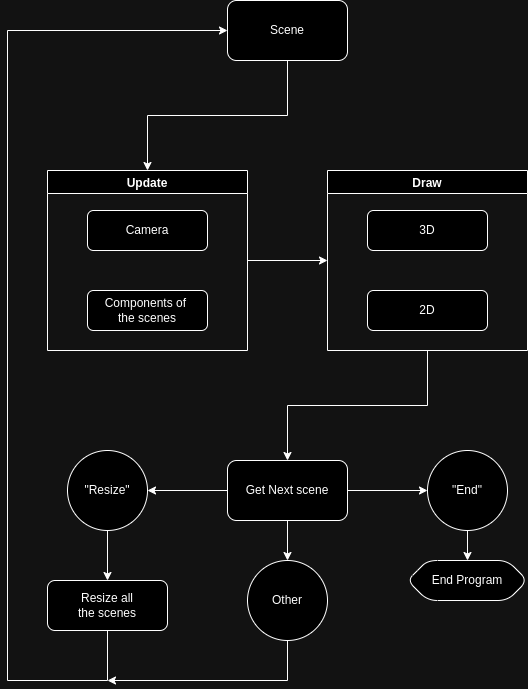 Scene
Update
Draw
Camera
3D
Components of
the scenes
2D
"Resize"
Get Next scene
"End"
Resize all
the scenes
Other
End Program